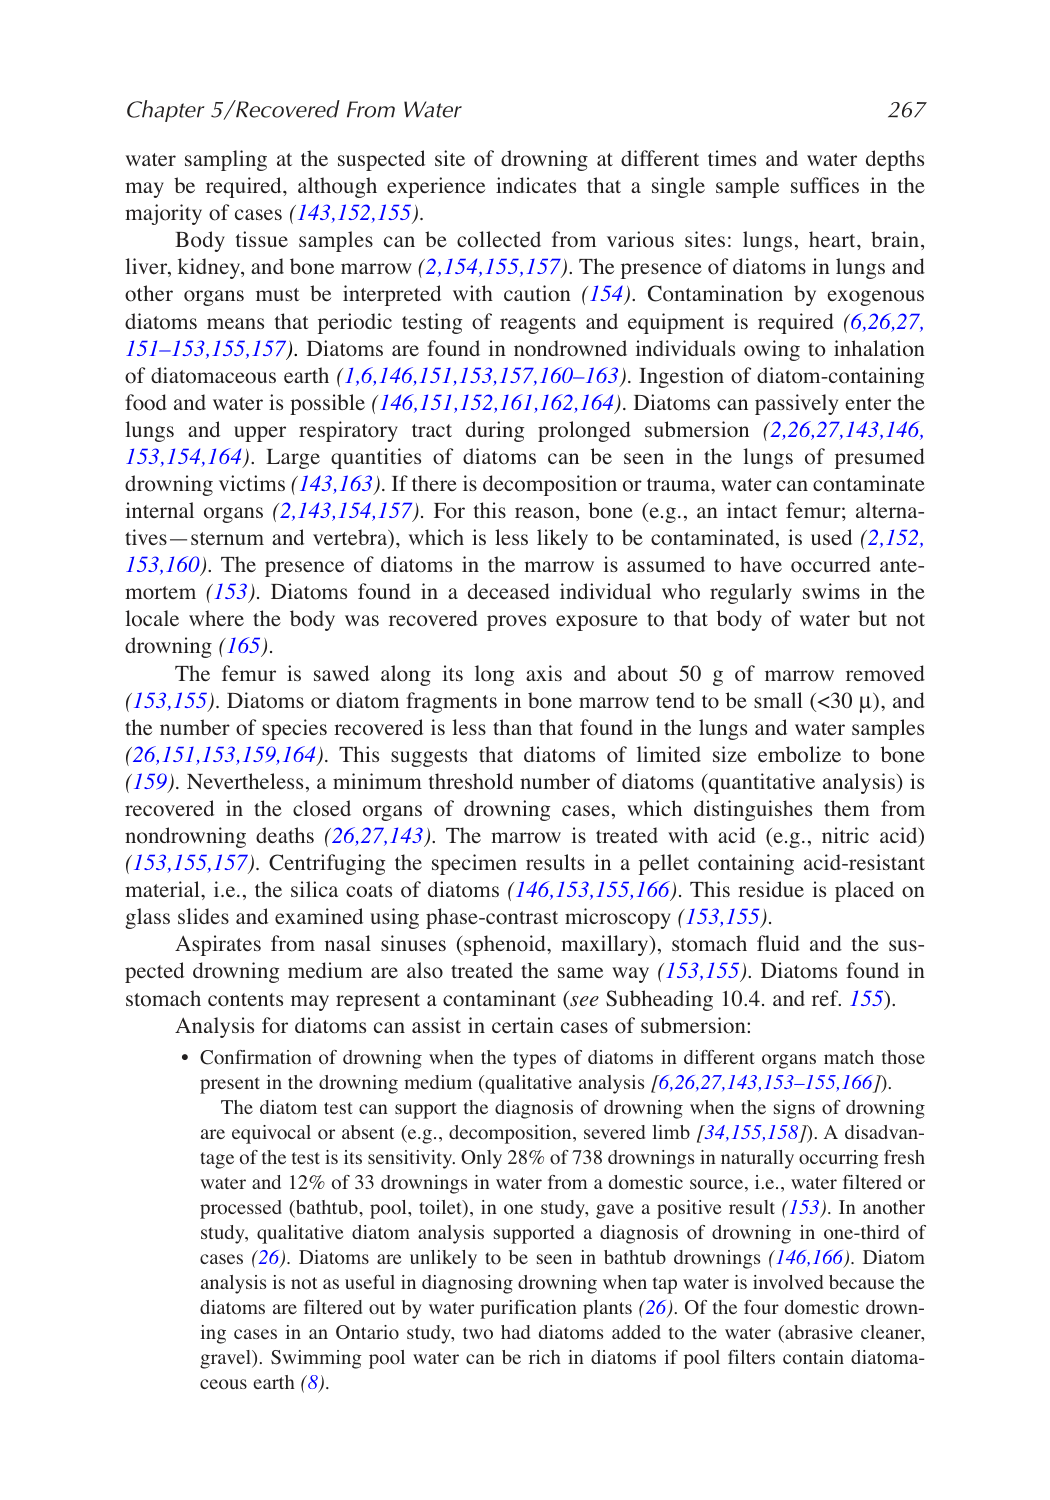 Chapter 5/Recovered From Water 267
water sampling at the suspected site of drowning at different times and water depths
may be required, although experience indicates that a single sample suffices in the
majority of cases (143,152,155).
Body tissue samples can be collected from various sites: lungs, heart, brain,
liver, kidney, and bone marrow (2,154,155,157). The presence of diatoms in lungs and
other organs must be interpreted with caution (154). Contamination by exogenous
diatoms means that periodic testing of reagents and equipment is required (6,26,27,
151–153,155,157). Diatoms are found in nondrowned individuals owing to inhalation
of diatomaceous earth (1,6,146,151,153,157,160–163). Ingestion of diatom-containing
food and water is possible (146,151,152,161,162,164). Diatoms can passively enter the
lungs and upper respiratory tract during prolonged submersion (2,26,27,143,146,
153,154,164). Large quantities of diatoms can be seen in the lungs of presumed
drowning victims (143,163). If there is decomposition or trauma, water can contaminate
internal organs (2,143,154,157). For this reason, bone (e.g., an intact femur; alterna-
tives—sternum and vertebra), which is less likely to be contaminated, is used (2,152,
153,160). The presence of diatoms in the marrow is assumed to have occurred ante-
mortem (153). Diatoms found in a deceased individual who regularly swims in the
locale where the body was recovered proves exposure to that body of water but not
drowning (165).
The femur is sawed along its long axis and about 50 g of marrow removed
(153,155). Diatoms or diatom fragments in bone marrow tend to be small (<30 μ), and
the number of species recovered is less than that found in the lungs and water samples
(26,151,153,159,164). This suggests that diatoms of limited size embolize to bone
(159). Nevertheless, a minimum threshold number of diatoms (quantitative analysis) is
recovered in the closed organs of drowning cases, which distinguishes them from
nondrowning deaths (26,27,143). The marrow is treated with acid (e.g., nitric acid)
(153,155,157). Centrifuging the specimen results in a pellet containing acid-resistant
material, i.e., the silica coats of diatoms (146,153,155,166). This residue is placed on
glass slides and examined using phase-contrast microscopy (153,155).
Aspirates from nasal sinuses (sphenoid, maxillary), stomach fluid and the sus-
pected drowning medium are also treated the same way (153,155). Diatoms found in
stomach contents may represent a contaminant (see Subheading 10.4. and ref. 155).
Analysis for diatoms can assist in certain cases of submersion:
• Confirmation of drowning when the types of diatoms in different organs match those
present in the drowning medium (qualitative analysis [6,26,27,143,153–155,166]).
The diatom test can support the diagnosis of drowning when the signs of drowning
are equivocal or absent (e.g., decomposition, severed limb [34,155,158]). A disadvan-
tage of the test is its sensitivity. Only 28% of 738 drownings in naturally occurring fresh
water and 12% of 33 drownings in water from a domestic source, i.e., water filtered or
processed (bathtub, pool, toilet), in one study, gave a positive result (153). In another
study, qualitative diatom analysis supported a diagnosis of drowning in one-third of
cases (26). Diatoms are unlikely to be seen in bathtub drownings (146,166). Diatom
analysis is not as useful in diagnosing drowning when tap water is involved because the
diatoms are filtered out by water purification plants (26). Of the four domestic drown-
ing cases in an Ontario study, two had diatoms added to the water (abrasive cleaner,
gravel). Swimming pool water can be rich in diatoms if pool filters contain diatoma-
ceous earth (8).